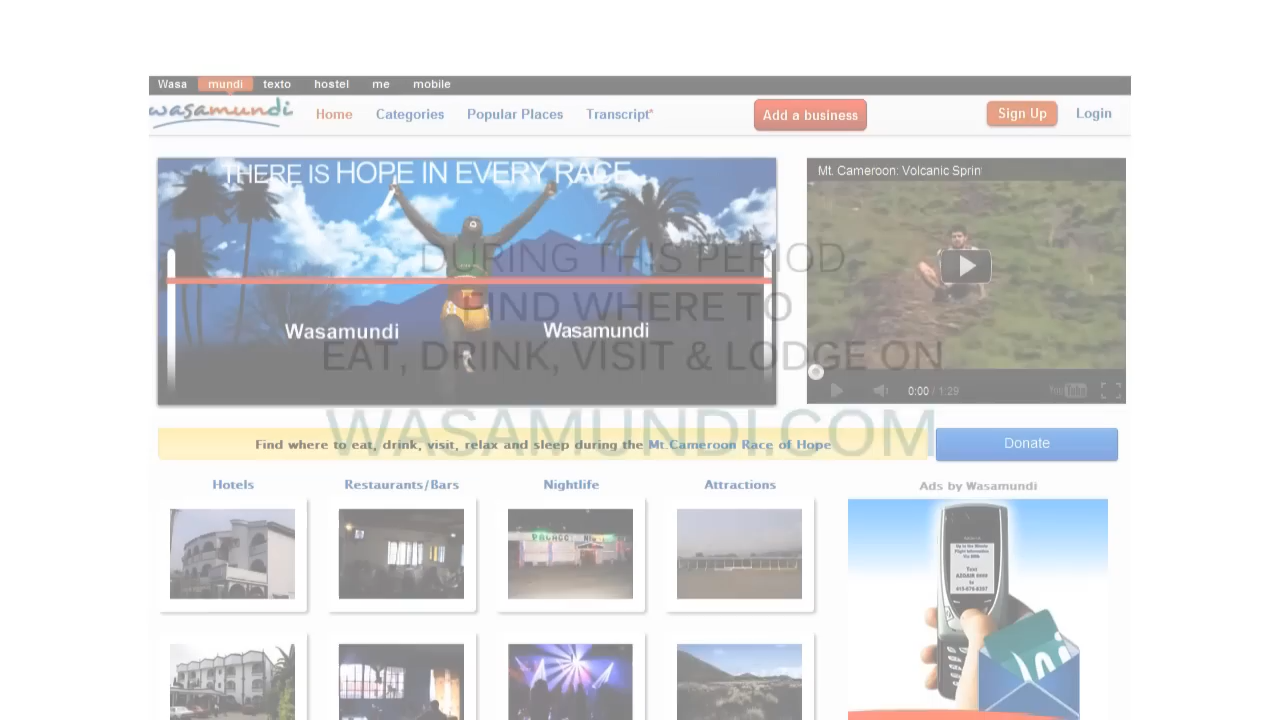 Wasa mundi texto hostel me mobile
wasamundi Home Categories Popular Places Transcript* Add a business Sign Up Login
THERE IS HOPE IN EVERY RACE
Mt. Cameroon: Volcanic Sprin
DURING THIS PERIOD
FIND WHERE TO
Wasamundi Wasamundi
EAT, DRINK, VISIT & LODGE ON
0:00 / 1:29 YouTube
WASAMUNDI.COM
Find where to eat, drink, visit, relax and sleep during the Mt.Cameroon Race of Hope
Donate
Hotels Restaurants/Bars Nightlife Attractions
Ads by Wasamundi